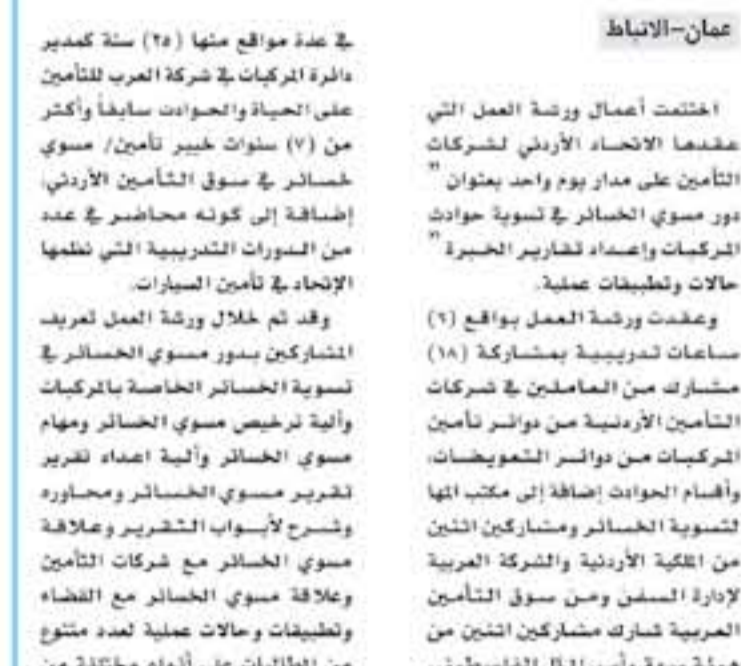 عمان-الانباط
اختتمت أعمال ورشة العمل التي
عقدها الاتحاد الأردني لشركات
التأمين على مدار يوم واحد بعنوان "
دور مسوي الخسائر في تسوية حوادث
المركبات وإعداد تقارير الخبرة "
حالات وتطبيقات عملية.
وعقدت ورشة العمل بواقع (٦)
ساعات تدريبية بمشاركة (١٨)
مشارك من العاملين في شركات
التأمين الأردنية من دوائر تأمين
المركبات من دوائر التعويضات،
وأقسام الحوادث إضافة إلى مكتب المها
لتسوية الخسائر ومشاركين اثنين
من الملكية الأردنية والشركة العربية
لإدارة السفن ومن سوق التأمين
العربية شارك مشاركين اثنين من
في عدة مواقع منها (٢٥) سنة كمدير
دائرة المركبات في شركة العرب للتأمين
على الحياة والحوادث سابقاً وأكثر
من (٧) سنوات خبير تأمين/ مسوي
خسائر في سوق التأمين الأردني،
إضافة إلى كونه محاضر في عدد
من الدورات التدريبية التي نظمها
الإتحاد في تأمين السيارات.
وقد تم خلال ورشة العمل تعريف
المشاركين بدور مسوي الخسائر في
تسوية الخسائر الخاصة بالمركبات
وألية ترخيص مسوي الخسائر ومهام
مسوي الخسائر وألية اعداد تقرير
تقرير مسوي الخسائر ومحاوره
وشرح لأبواب التقرير وعلاقة
مسوي الخسائر مع شركات التأمين
وعلاقة مسوي الخسائر مع القضاء
وتطبيقات وحالات عملية لعدد متنوع